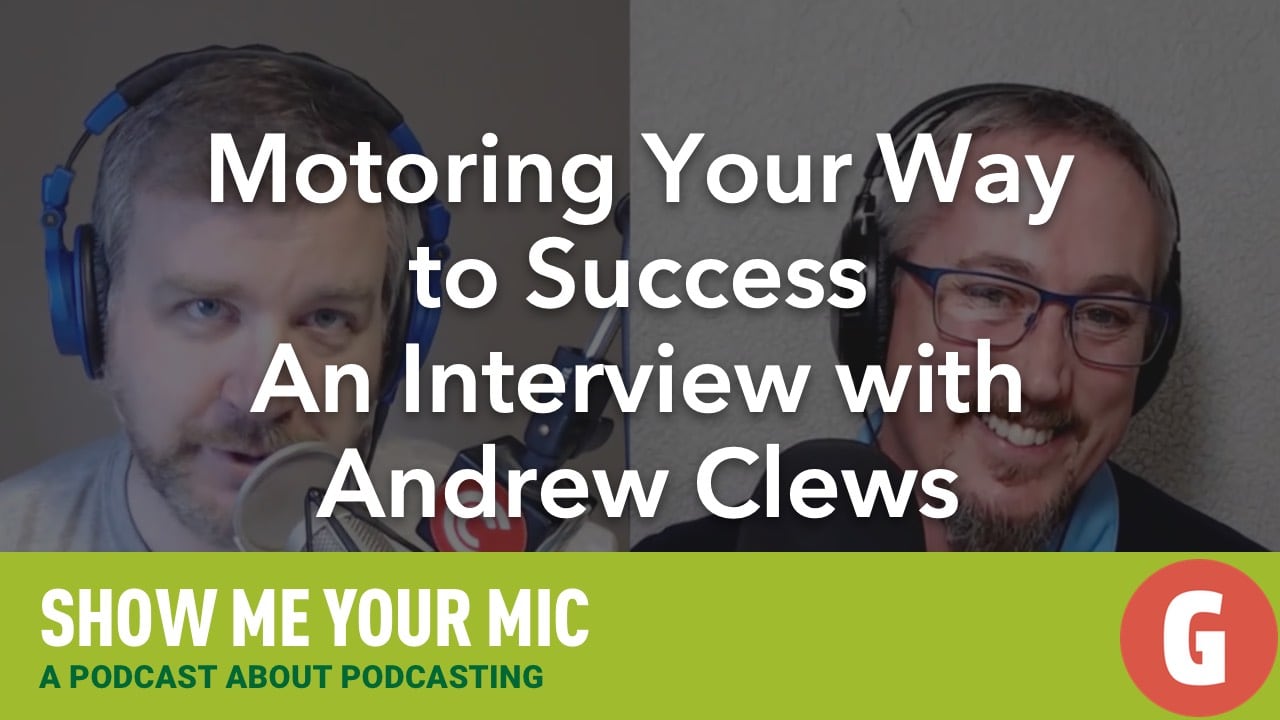 Motoring Your Way
to Success
An Interview with
Andrew Clews
SHOW ME YOUR MIC
A PODCAST ABOUT PODCASTING
G